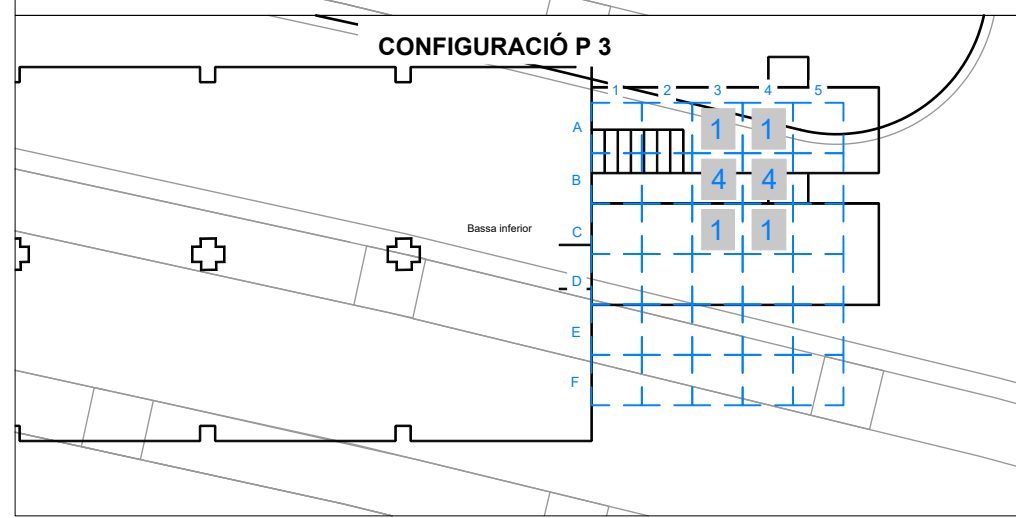 CONFIGURACIÓ P 3
1 2 3 4 5
A 1 1
B 4 4
Bassa inferior
C 1 1
D
E
F